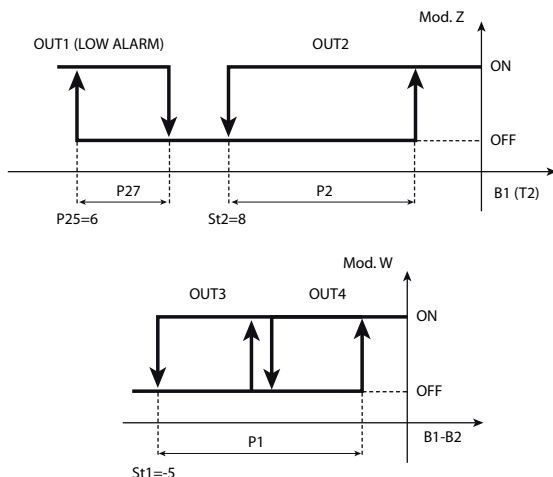 Mod. Z
OUT1 (LOW ALARM)
OUT2
ON
OFF
P27
P2
B1 (T2)
P25=6
St2=8
Mod. W
OUT3
OUT4
ON
OFF
P1
B1-B2
St1=-5